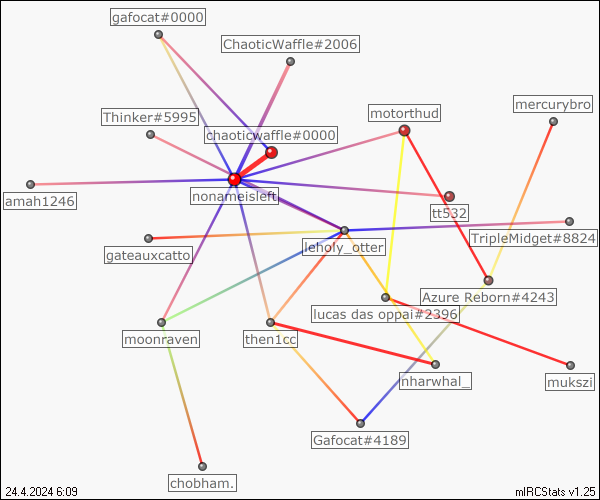 gafocat#0000
ChaoticWaffle#2006
mercurybro
motorthud
Thinker#5995
chaoticwaffle#0000
nonameisleft
amah1246
tt532
TripleMidget#8824
leholy_otter
gateauxcatto
Azure Reborn#4243
lucas das oppai#2396
moonraven
then1cc
nharwhal_
mukszi
Gafocat#4189
chobham.
24.4.2024 6:09
mIRCStats v1.25